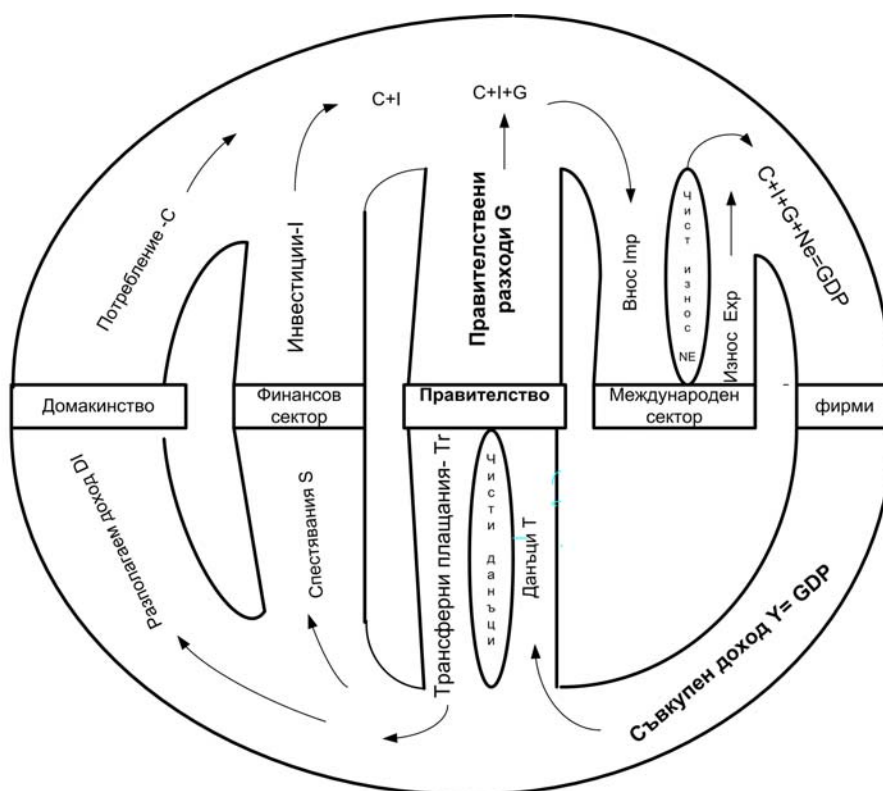 C+I
C+I+G
Потребление -C
Инвестиции-I
Правителствени
разходи G
Внос Imp
Чист износ NE
Износ Exp
C+I+G+Ne=GDP
Домакинство
Финансов
сектор
Правителство
Международен
сектор
фирми
Разполагаем доход DI
Спестявания S
Трансферни плащания- Tr
Чисти данъци
Данъци Т
Съвкупен доход Y= GDP